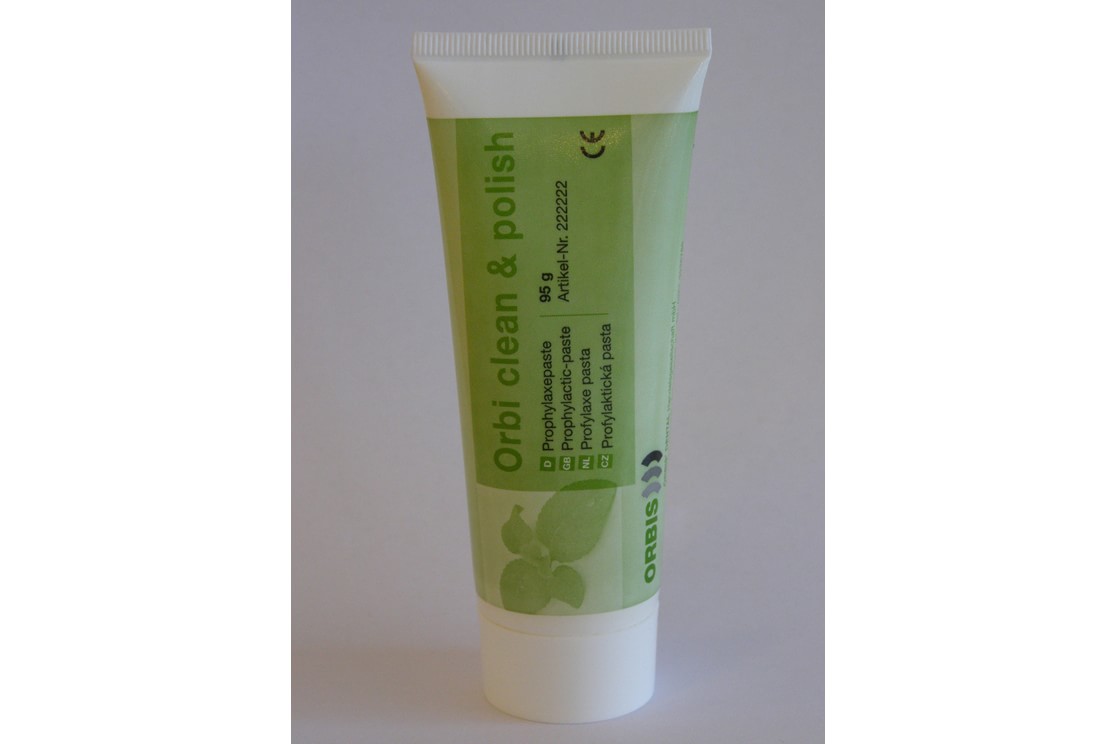 Orbi clean & polish
D Prophylaxepaste
GB Prophylactic-paste
NL Profylaxe pasta
CZ Profylaktická pasta
95 g
Artikel-Nr. 222222
CE
ORBIS